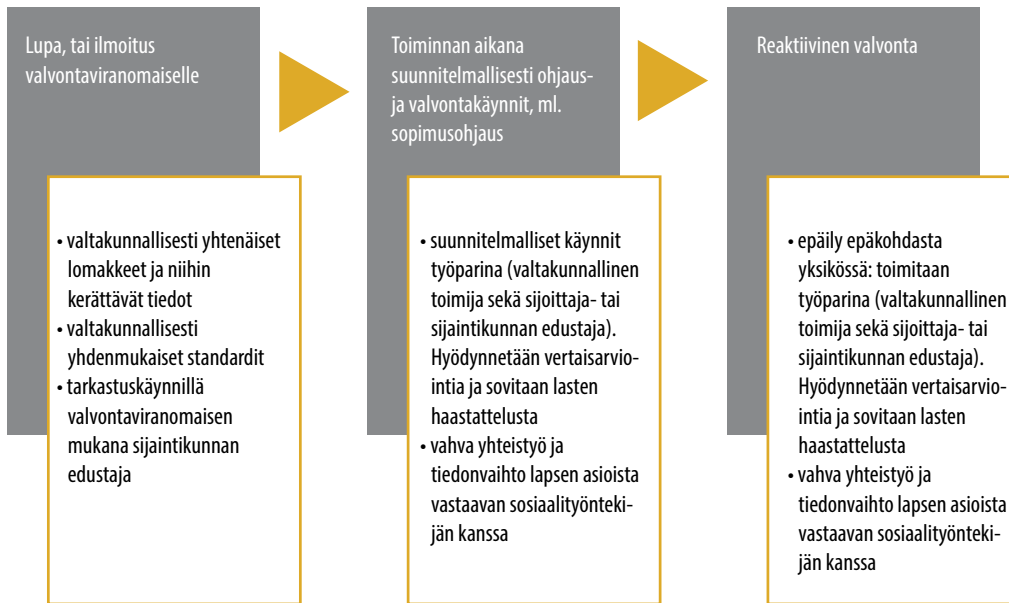 Lupa, tai ilmoitus
valvontaviranomaiselle
• valtakunnallisesti yhtenäiset
lomakkeet ja niihin
kerättävät tiedot
• valtakunnallisesti
yhdenmukaiset standardit
• tarkastuskäynnillä
valvontaviranomaisen
mukana sijaintikunnan
edustaja
Toiminnan aikana
suunnitelmallisesti ohjaus-
ja valvontakäynnit, ml.
sopimusohjaus
• suunnitelmalliset käynnit
työparina (valtakunnallinen
toimija sekä sijoittaja- tai
sijaintikunnan edustaja).
Hyödynnetään vertaisarvio-
intia ja sovitaan lasten
haastattelusta
• vahva yhteistyö ja
tiedonvaihto lapsen asioista
vastaavan sosiaalityönteki-
jän kanssa
Reaktiivinen valvonta
• epäily epäkohdasta
yksikössä: toimitaan
työparina (valtakunnallinen
toimija sekä sijoittaja- tai
sijaintikunnan edustaja).
Hyödynnetään vertaisarvio-
intia ja sovitaan lasten
haastattelusta
• vahva yhteistyö ja
tiedonvaihto lapsen asioista
vastaavan sosiaalityönteki-
jän kanssa